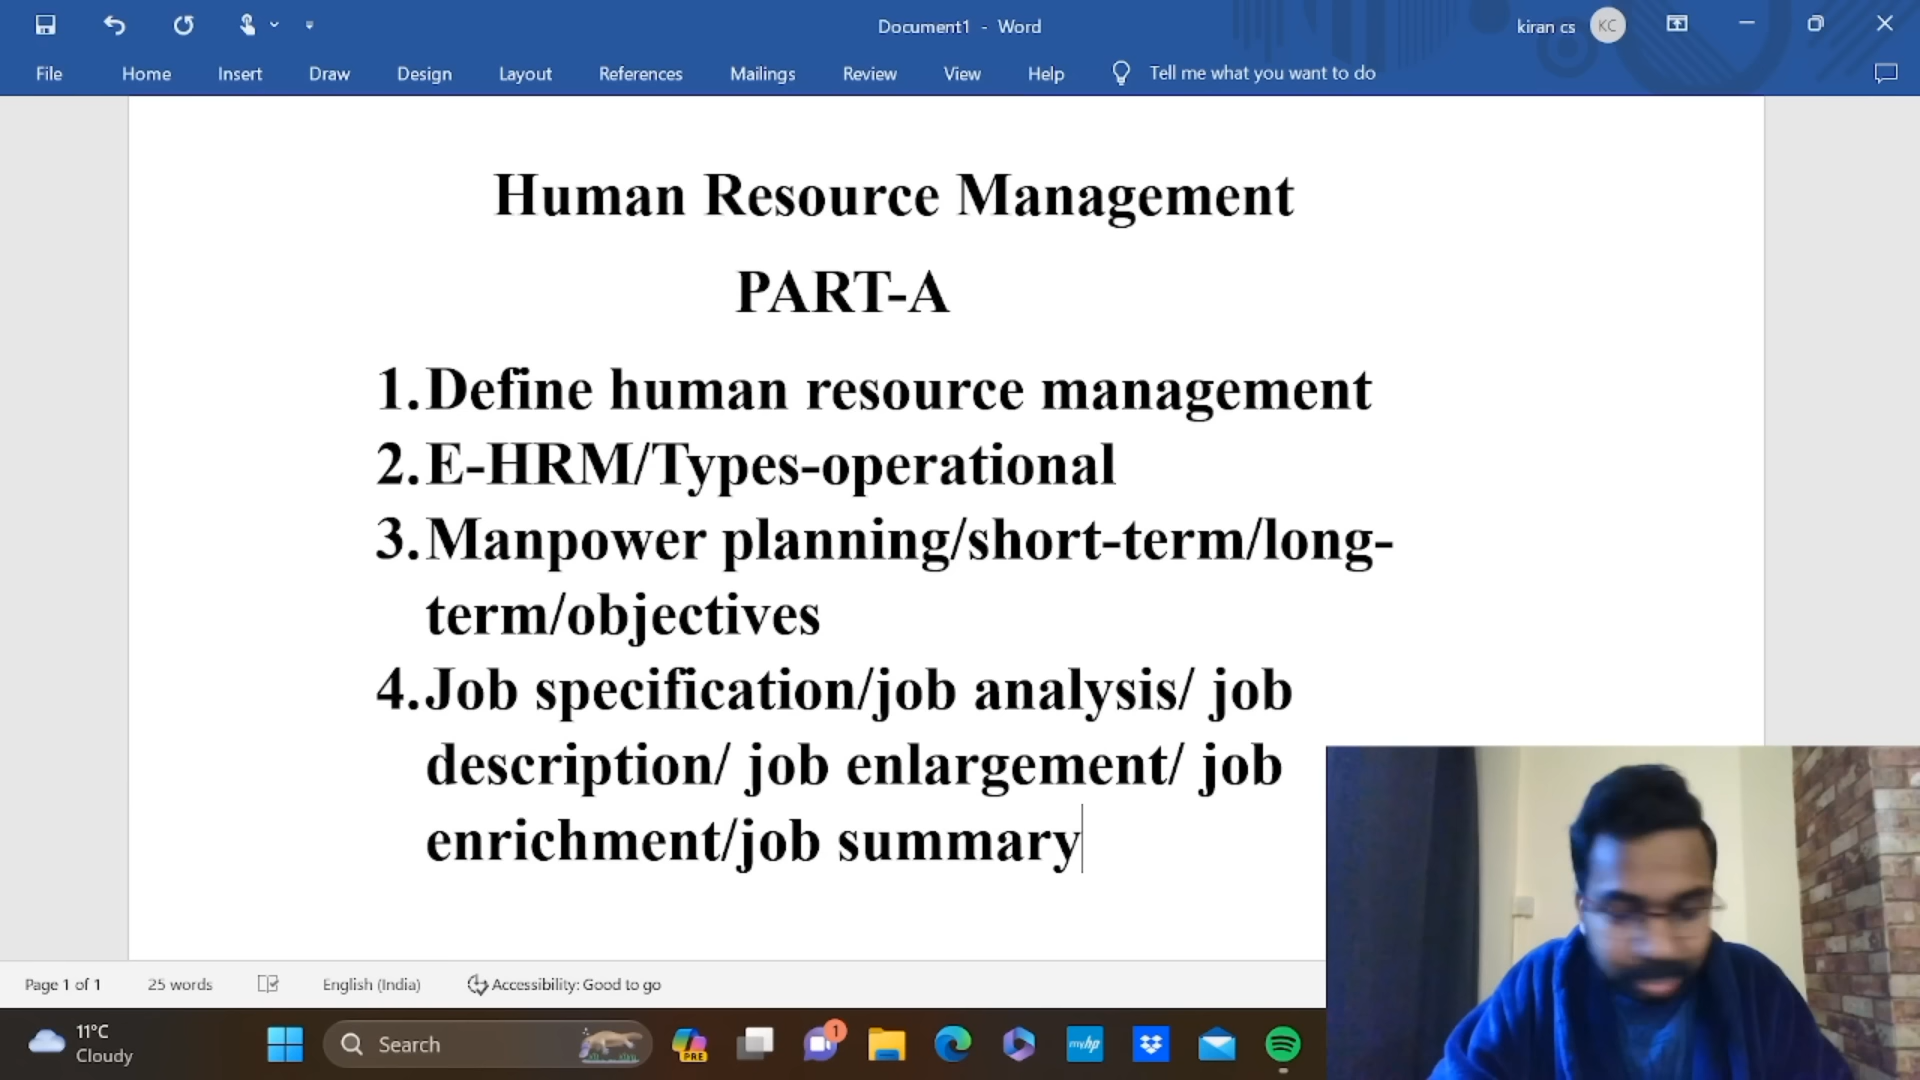 Document1 - Word
kiran cs
KC
File Home Insert Draw Design Layout References Mailings Review View Help Tell me what you want to do
Human Resource Management
PART-A
1.Define human resource management
2.E-HRM/Types-operational
3.Manpower planning/short-term/long-
term/objectives
4.Job specification/job analysis/ job
description/ job enlargement/ job
enrichment/job summary
Page 1 of 1 25 words English (India) Accessibility: Good to go
11°C
Cloudy
Search
PRE
1
myhp